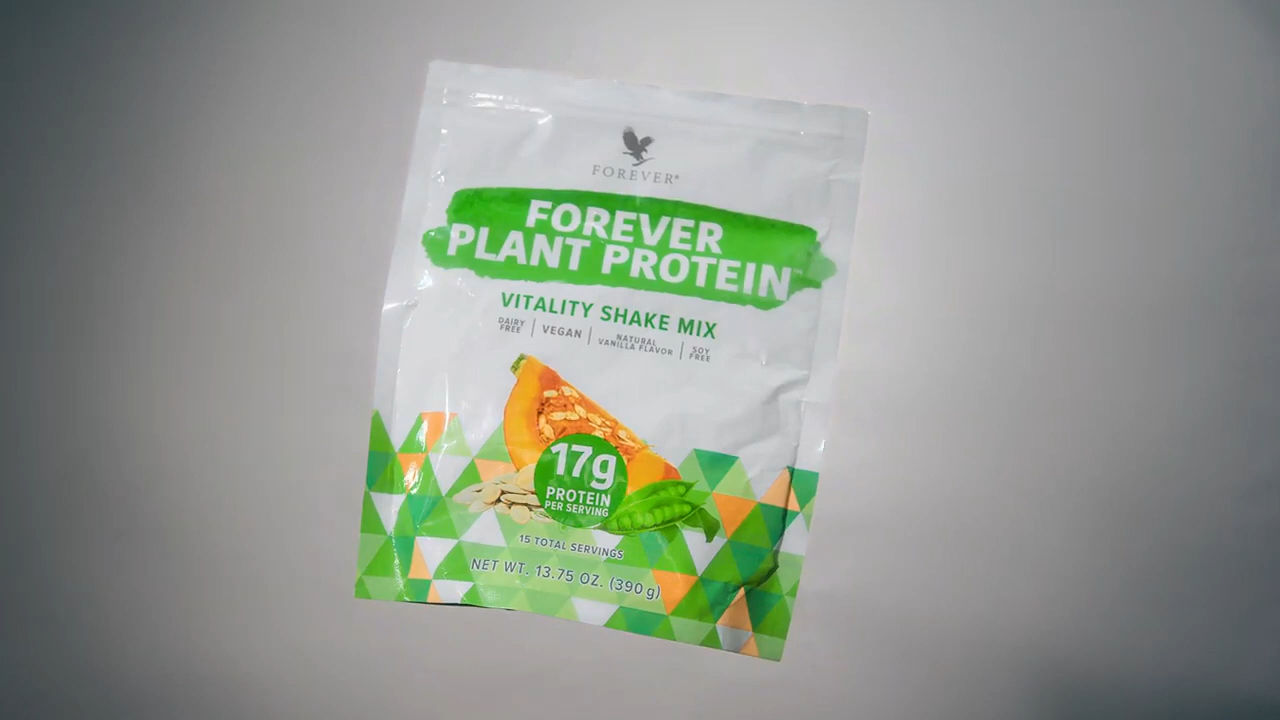 FOREVER®
FOREVER
PLANT PROTEIN™
VITALITY SHAKE MIX
DAIRY FREE | VEGAN | NATURAL VANILLA FLAVOR | SOY FREE
17g
PROTEIN
PER SERVING
15 TOTAL SERVINGS
NET WT. 13.75 OZ. (390 g)